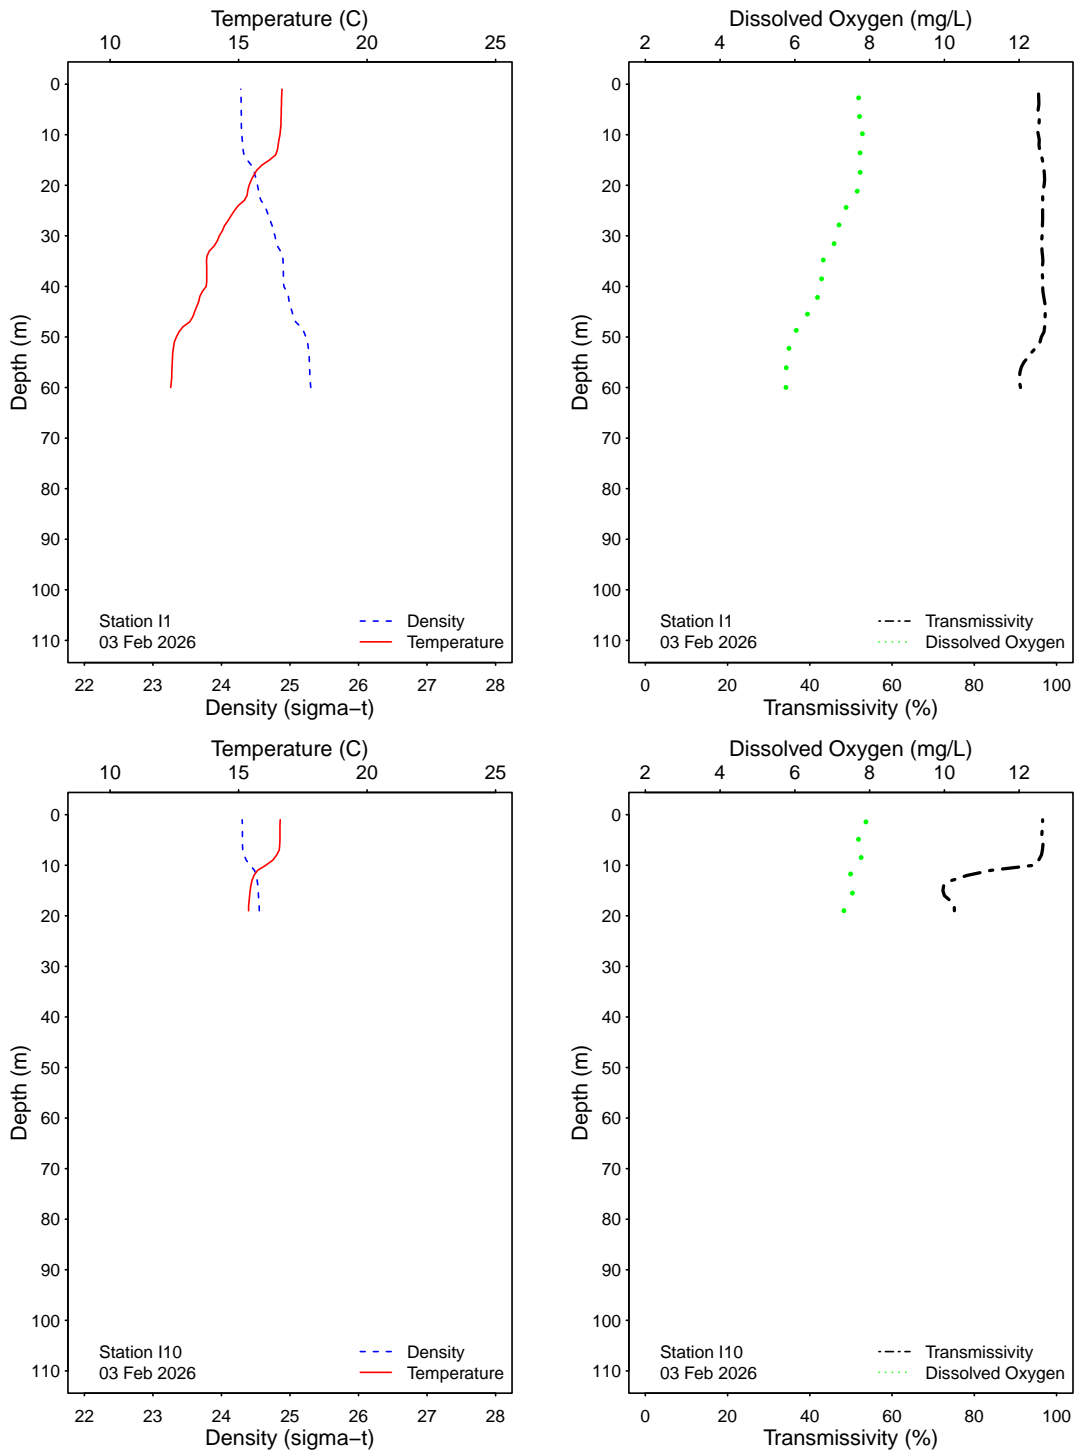 Temperature (C)
10 15 20 25
0
10
20
30
40
50
60
70
80
90
100
110
Depth (m)
Station I1
03 Feb 2026
Density
Temperature
22 23 24 25 26 27 28
Density (sigma−t)
Dissolved Oxygen (mg/L)
2 4 6 8 10 12
0
10
20
30
40
50
60
70
80
90
100
110
Depth (m)
Station I1
03 Feb 2026
Transmissivity
Dissolved Oxygen
0 20 40 60 80 100
Transmissivity (%)
Temperature (C)
10 15 20 25
0
10
20
30
40
50
60
70
80
90
100
110
Depth (m)
Station I10
03 Feb 2026
Density
Temperature
22 23 24 25 26 27 28
Density (sigma−t)
Dissolved Oxygen (mg/L)
2 4 6 8 10 12
0
10
20
30
40
50
60
70
80
90
100
110
Depth (m)
Station I10
03 Feb 2026
Transmissivity
Dissolved Oxygen
0 20 40 60 80 100
Transmissivity (%)